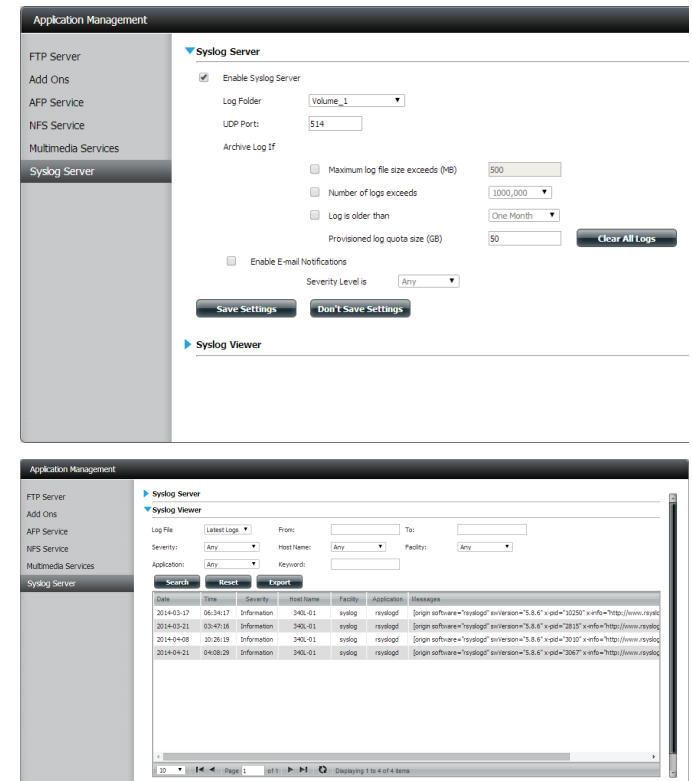 Application Management
FTP Server
Add Ons
AFP Service
NFS Service
Multimedia Services
Syslog Server
Syslog Server
Enable Syslog Server
Log Folder Volume_1
UDP Port: 514
Archive Log If
Maximum log file size exceeds (MB) 500
Number of logs exceeds 1000,000
Log is older than One Month
Provisioned log quota size (GB) 50 Clear All Logs
Enable E-mail Notifications
Severity Level is Any
Save Settings Don't Save Settings
Syslog Viewer
Application Management
FTP Server
Add Ons
AFP Service
NFS Service
Multimedia Services
Syslog Server
Syslog Server
Syslog Viewer
Log File Latest Logs From: To:
Severity: Any Host Name: Any Facility: Any
Application: Any Keyword:
Search Reset Export
Date Time Severity Host Name Facility Application Messages
2014-03-17 06:34:17 Information 340L-01 syslog rsyslogd [origin software="rsyslogd" swVersion="5.8.6" x-pid="10250" x-info="http://www.rsyslo
2014-03-21 03:47:16 Information 340L-01 syslog rsyslogd [origin software="rsyslogd" swVersion="5.8.6" x-pid="2815" x-info="http://www.rsyslog
2014-04-08 10:26:19 Information 340L-01 syslog rsyslogd [origin software="rsyslogd" swVersion="5.8.6" x-pid="3010" x-info="http://www.rsyslog
2014-04-21 04:08:29 Information 340L-01 syslog rsyslogd [origin software="rsyslogd" swVersion="5.8.6" x-pid="3067" x-info="http://www.rsyslog
10 Page 1 of 1 Displaying 1 to 4 of 4 items